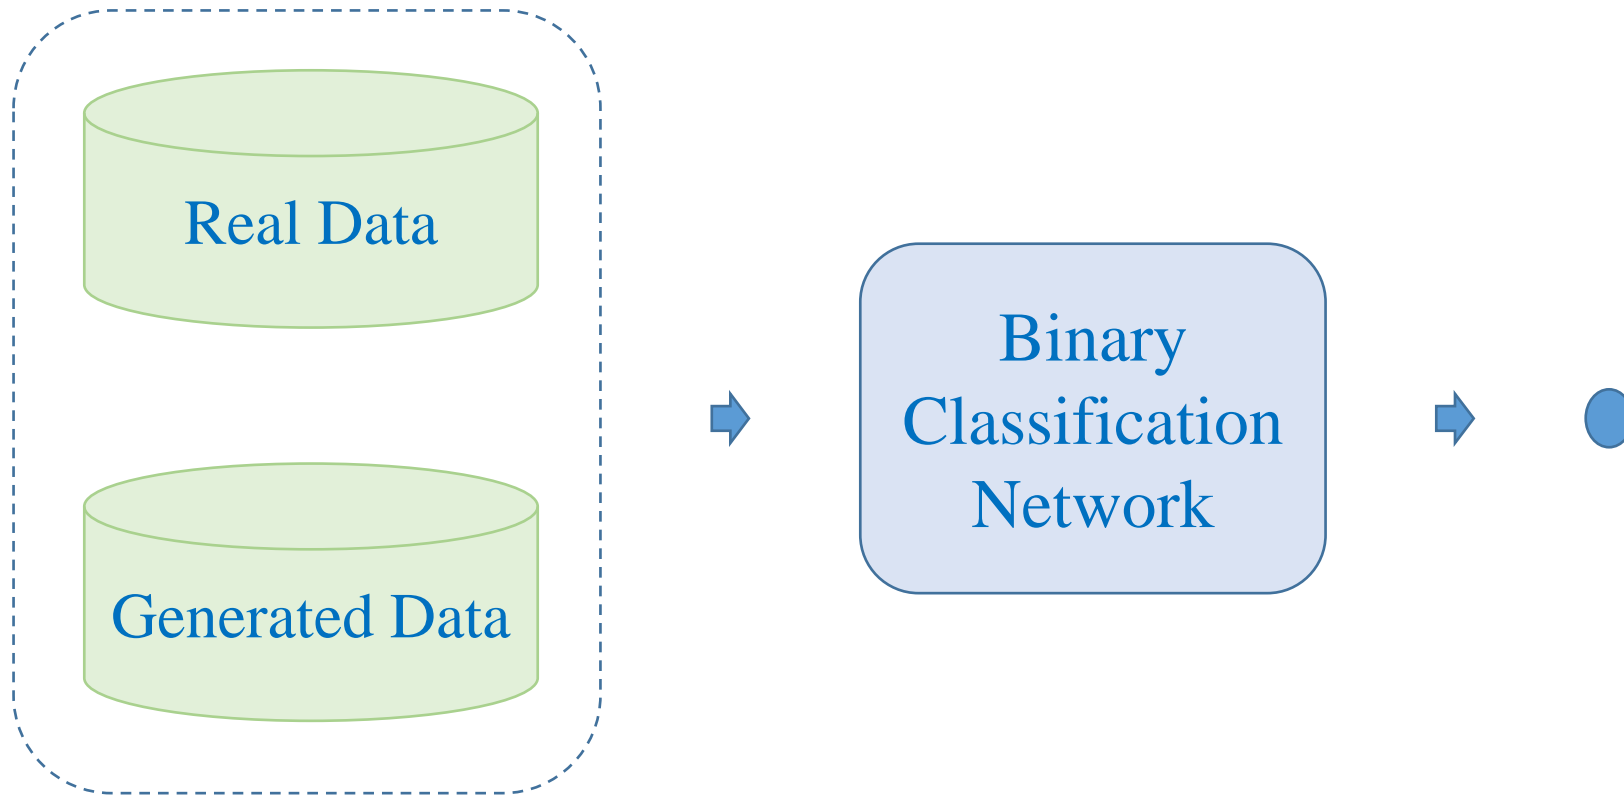 Real Data
Generated Data
Binary
Classification
Network